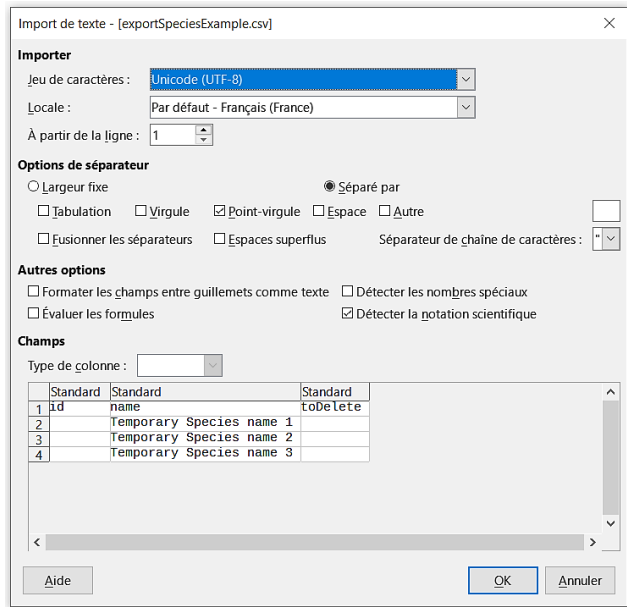 Import de texte - [exportSpeciesExample.csv]
Importer
Jeu de caractères : Unicode (UTF-8)
Locale : Par défaut - Français (France)
À partir de la ligne : 1
Options de séparateur
Largeur fixe Séparé par
Tabulation Virgule Point-virgule Espace Autre
Fusionner les séparateurs Espaces superflus Séparateur de chaîne de caractères : "
Autres options
Formater les champs entre guillemets comme texte Détecter les nombres spéciaux
Évaluer les formules Détecter la notation scientifique
Champs
Type de colonne :
Standard Standard Standard
1 id name toDelete
2 Temporary Species name 1
3 Temporary Species name 2
4 Temporary Species name 3
Aide OK Annuler